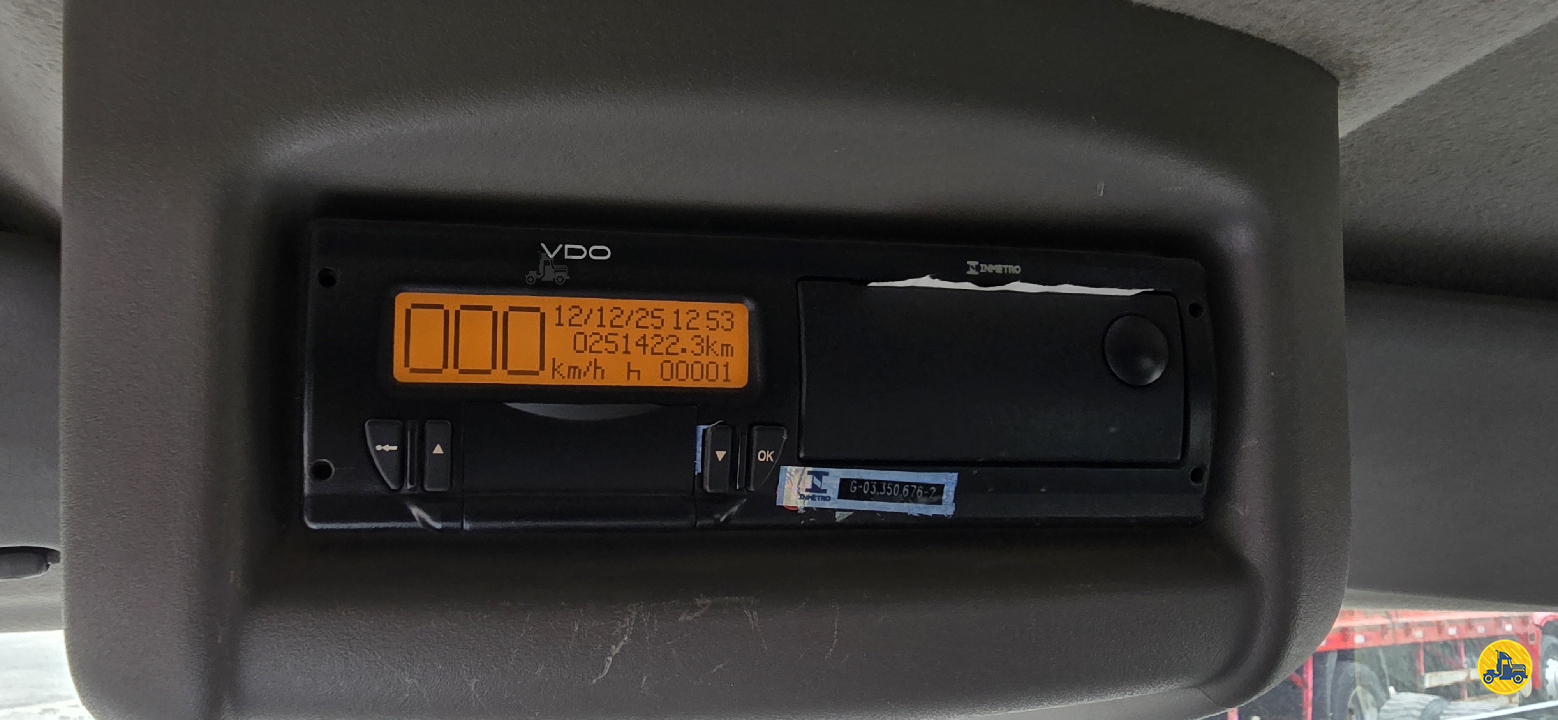 VDO
INMETRO
000 12/12/25 12 53
0251422.3km
km/h h 00001
OK
INMETRO
G-03.350.676-2